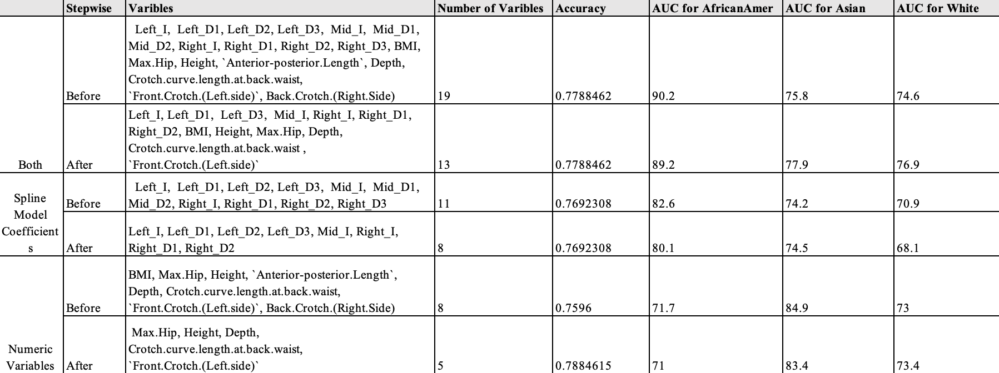 Stepwise Varibles Number of Varibles Accuracy AUC for AfricanAmer AUC for Asian AUC for White
Left_I, Left_D1, Left_D2, Left_D3, Mid_I, Mid_D1,
Mid_D2, Right_I, Right_D1, Right_D2, Right_D3, BMI,
Max.Hip, Height, `Anterior-posterior.Length`, Depth,
Crotch.curve.length.at.back.waist,
Before `Front.Crotch.(Left.side)`, Back.Crotch.(Right.Side) 19 0.7788462 90.2 75.8 74.6
Left_I, Left_D1, Left_D3, Mid_I, Right_I, Right_D1,
Right_D2, BMI, Height, Max.Hip, Depth,
Crotch.curve.length.at.back.waist ,
Both After `Front.Crotch.(Left.side)` 13 0.7788462 89.2 77.9 76.9
Left_I, Left_D1, Left_D2, Left_D3, Mid_I, Mid_D1,
Spline
Before Mid_D2, Right_I, Right_D1, Right_D2, Right_D3 11 0.7692308 82.6 74.2 70.9
Model
Coefficient
Left_I, Left_D1, Left_D2, Left_D3, Mid_I, Right_I,
s After Right_D1, Right_D2 8 0.7692308 80.1 74.5 68.1
BMI, Max.Hip, Height, `Anterior-posterior.Length`,
Depth, Crotch.curve.length.at.back.waist,
Before `Front.Crotch.(Left.side)`, Back.Crotch.(Right.Side) 8 0.7596 71.7 84.9 73
Max.Hip, Height, Depth,
Numeric Crotch.curve.length.at.back.waist,
Variables After `Front.Crotch.(Left.side)` 5 0.7884615 71 83.4 73.4